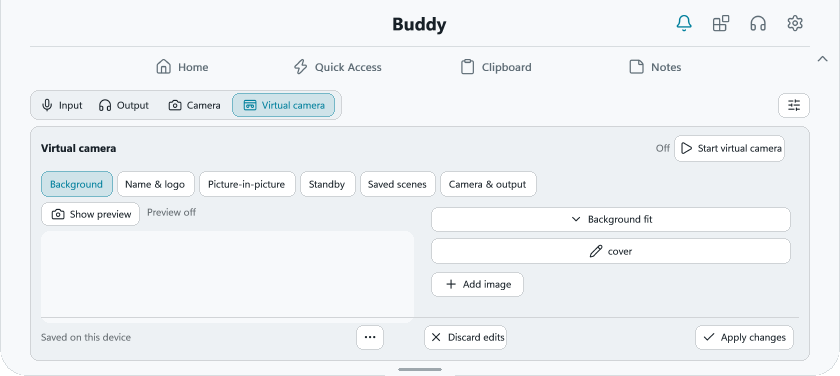 Buddy
Home
Quick Access
Clipboard
Notes
Input
Output
Camera
Virtual camera
Virtual camera
Off
Start virtual camera
Background
Name & logo
Picture-in-picture
Standby
Saved scenes
Camera & output
Show preview
Preview off
Background fit
cover
Add image
Saved on this device
Discard edits
Apply changes